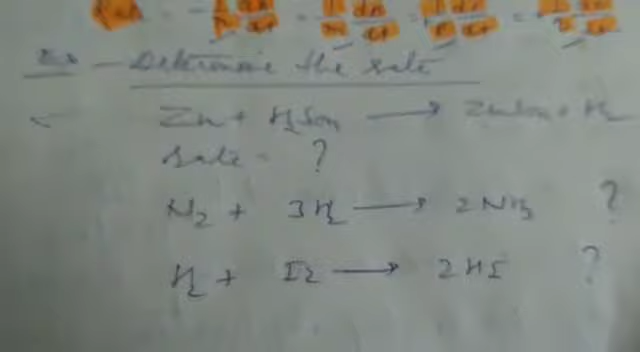 Determine the rate
Zn + H2SO4 → ZnSO4 + H2
rate = ?
N2 + 3H2 → 2NH3 ?
H2 + I2 → 2HI ?